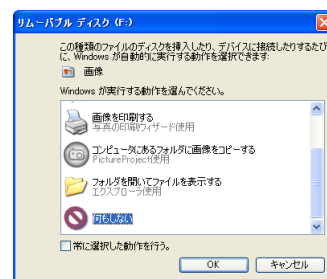 リムーバブル ディスク (F:)
この種類のファイルのディスクを挿入したり、デバイスに接続したりするたび
に、Windows が自動的に実行する動作を選択できます:
画像
Windows が実行する動作を選んでください。
画像を印刷する
写真の印刷ウィザード使用
コンピュータにあるフォルダに画像をコピーする
PictureProject使用
フォルダを開いてファイルを表示する
エクスプローラ使用
何もしない
常に選択した動作を行う。
OK
キャンセル